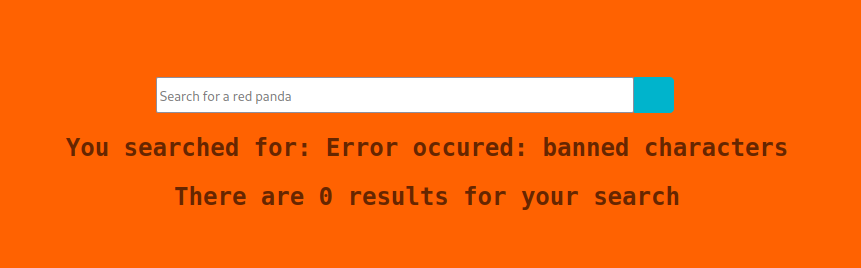 Search for a red panda
You searched for: Error occured: banned characters
There are 0 results for your search